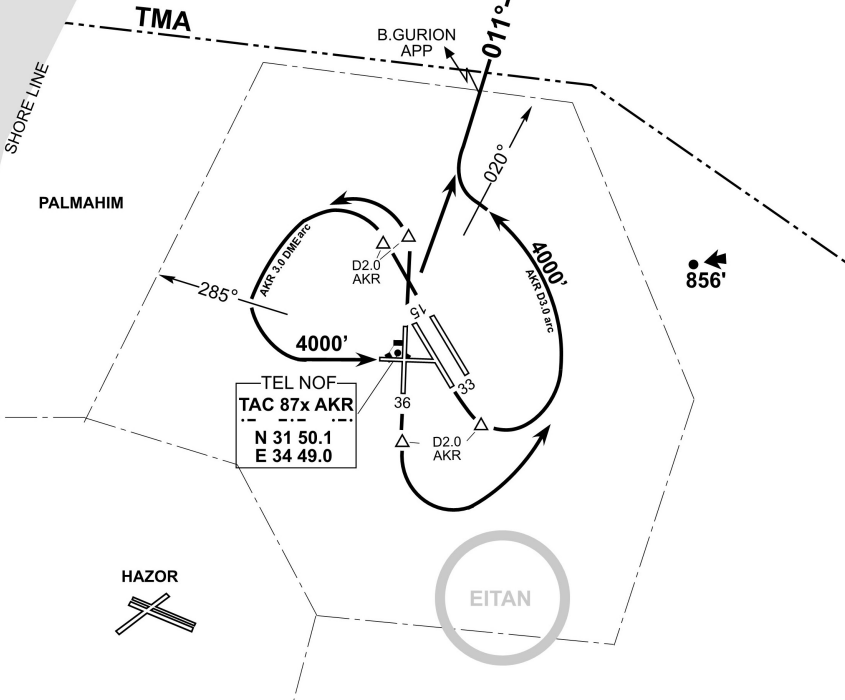 TMA
B.GURION
APP
011°
SHORE LINE
020°
PALMAHIM
AKR 3.0 DME arc
D2.0
AKR
4000'
AKR D3.0 arc
856'
285°
15
4000'
33
36
TEL NOF
TAC 87x AKR
N 31 50.1
E 34 49.0
D2.0
AKR
HAZOR
EITAN